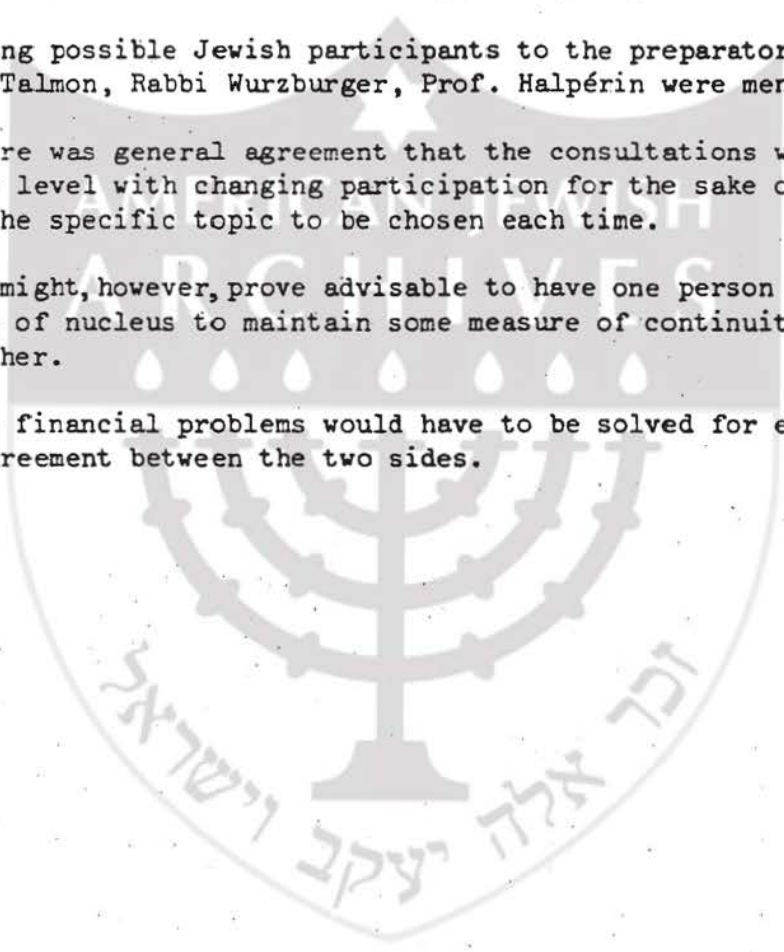 ng possible Jewish participants to the preparator
Talmon, Rabbi Wurzburger, Prof. Halpérin were mer
re was general agreement that the consultations w
level with changing participation for the sake o
he specific topic to be chosen each time.
might, however, prove advisable to have one person
of nucleus to maintain some measure of continuit
her.
financial problems would have to be solved for e
reement between the two sides.
AMERICAN JEWISH
ARCHIVES
זכר אלה יעקב וישראל